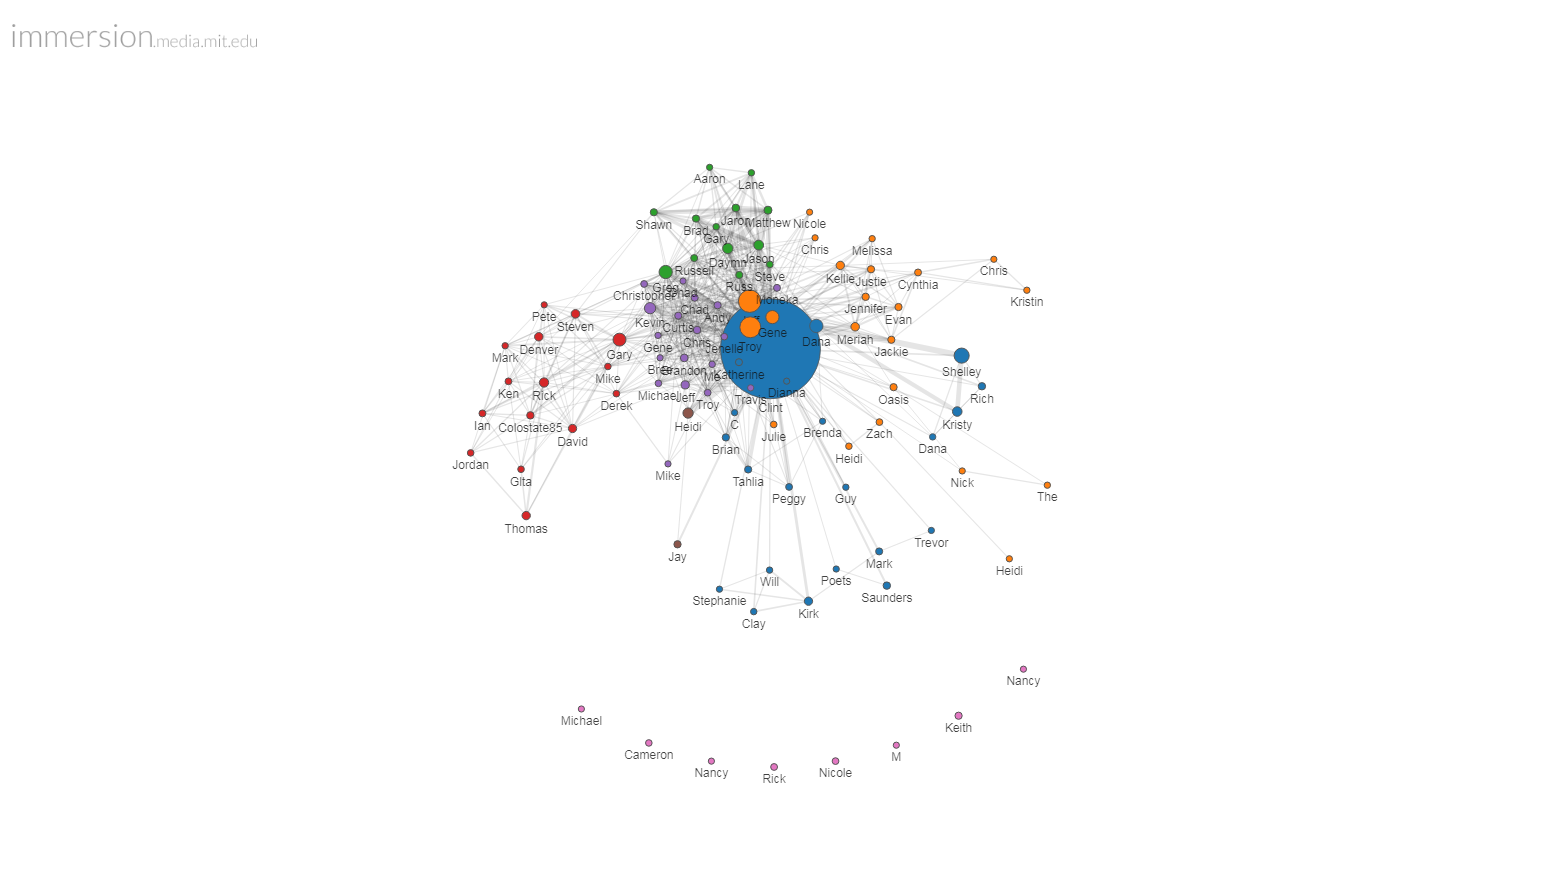 immersion.media.mit.edu
Aaron
Lane
Shawn
Brad
Jaron
Matthew
Nicole
Gary
Chris
Melissa
Daymn
Jason
Russell
Steve
Kellie
Justie
Cynthia
Chris
Greg
Russ
Christopher
Chad
Moneka
Kristin
Jennifer
Evan
Pete
Steven
Kevin
Curtis
Andy
Gene
Denver
Gary
Gene
Chris
Jenelle
Troy
Dana
Meriah
Jackie
Mark
Mike
Bree
Brandon
Me
Katherine
Shelley
Ken
Rick
Derek
Michael
Jeff
Troy
Travis
Dianna
Clint
Oasis
Rich
Ian
Colostate85
David
Heidi
C
Julie
Brenda
Zach
Kristy
Jordan
GIta
Mike
Brian
Tahlia
Peggy
Heidi
Guy
Dana
Nick
The
Thomas
Jay
Trevor
Mark
Heidi
Stephanie
Will
Poets
Saunders
Clay
Kirk
Nancy
Michael
Keith
Cameron
M
Nancy
Rick
Nicole